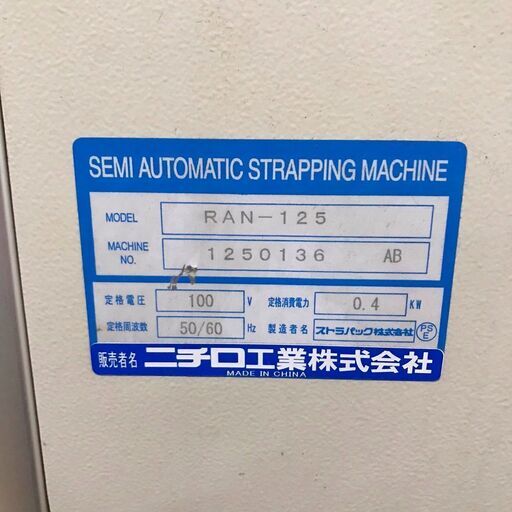 SEMI AUTOMATIC STRAPPING MACHINE
MODEL RAN-125
MACHINE NO. 1250136 AB
定格電圧 100 V 定格消費電力 0.4 KW
定格周波数 50/60 Hz 製造者名 ストラパック株式会社 PSE
販売者名 ニチロ工業株式会社
MADE IN CHINA